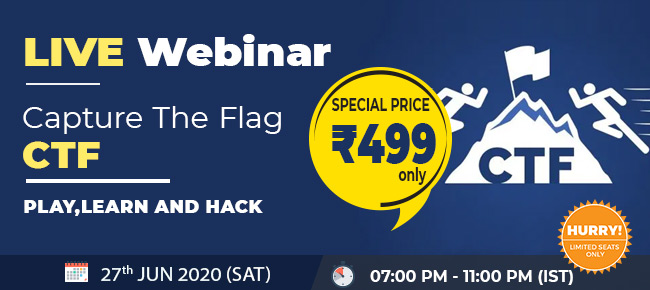 LIVE Webinar
Capture The Flag
CTF
PLAY,LEARN AND HACK
SPECIAL PRICE
₹499
only
CTF
HURRY!
LIMITED SEATS
ONLY
27th JUN 2020 (SAT)
07:00 PM - 11:00 PM (IST)